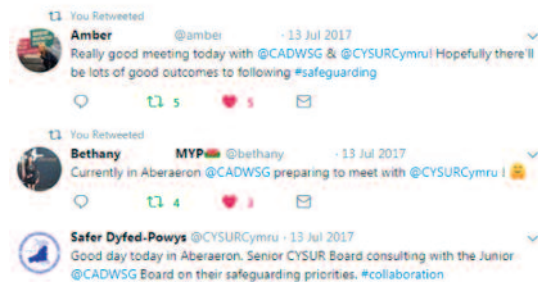 You Retweeted
Amber @amber · 13 Jul 2017
Really good meeting today with @CADWSG & @CYSURCymru! Hopefully there'll
be lots of good outcomes to following #safeguarding
5 5
You Retweeted
Bethany MYP @bethany · 13 Jul 2017
Currently in Aberaeron @CADWSG preparing to meet with @CYSURCymru !
4 3
Safer Dyfed-Powys @CYSURCymru · 13 Jul 2017
Good day today in Aberaeron. Senior CYSUR Board consulting with the Junior
@CADWSG Board on their safeguarding priorities. #collaboration